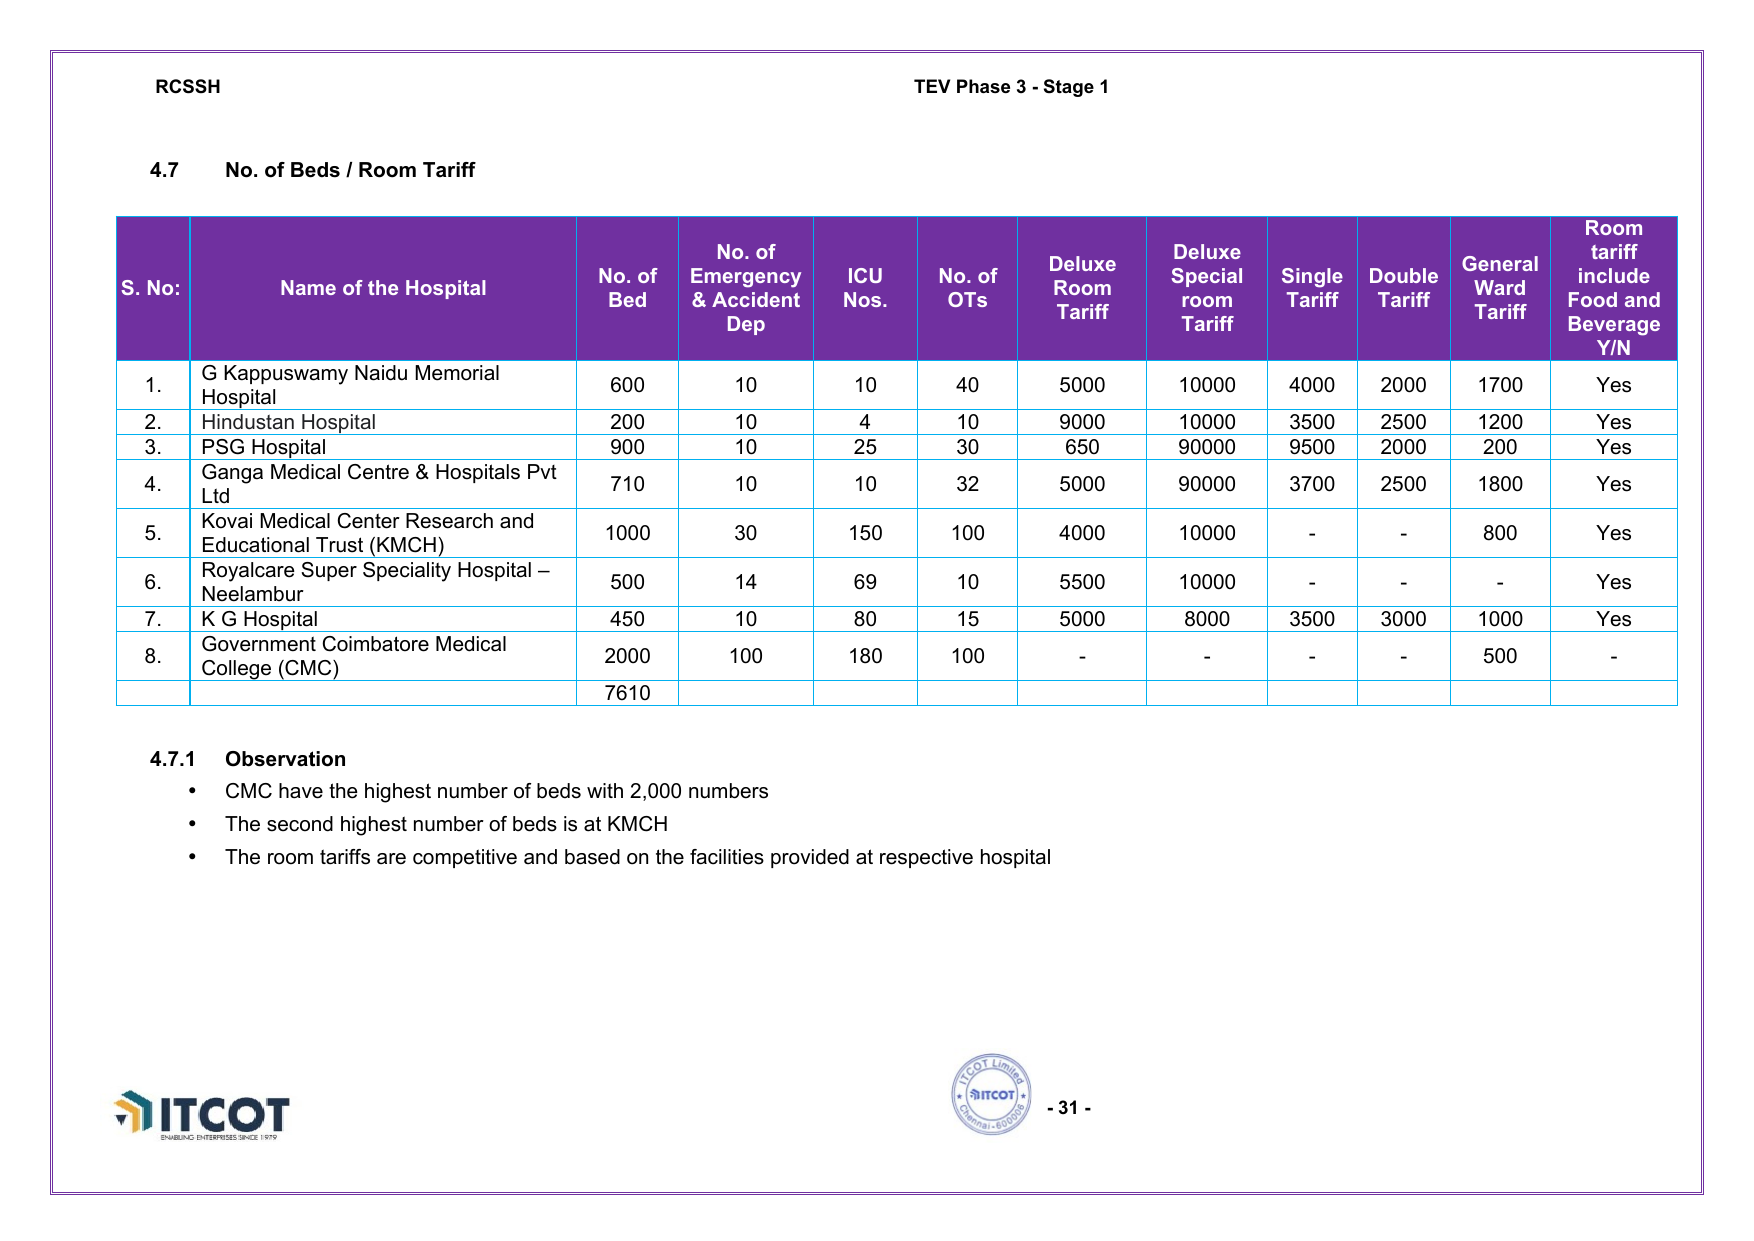 RCSSH TEV Phase 3 - Stage 1
4.7 No. of Beds / Room Tariff
S. No: Name of the Hospital No. of Bed No. of Emergency & Accident Dep ICU Nos. No. of OTs Deluxe Room Tariff Deluxe Special room Tariff Single Tariff Double Tariff General Ward Tariff Room tariff include Food and Beverage Y/N
1. G Kappuswamy Naidu Memorial Hospital 600 10 10 40 5000 10000 4000 2000 1700 Yes
2. Hindustan Hospital 200 10 4 10 9000 10000 3500 2500 1200 Yes
3. PSG Hospital 900 10 25 30 650 90000 9500 2000 200 Yes
4. Ganga Medical Centre & Hospitals Pvt Ltd 710 10 10 32 5000 90000 3700 2500 1800 Yes
5. Kovai Medical Center Research and Educational Trust (KMCH) 1000 30 150 100 4000 10000 - - 800 Yes
6. Royalcare Super Speciality Hospital – Neelambur 500 14 69 10 5500 10000 - - - Yes
7. K G Hospital 450 10 80 15 5000 8000 3500 3000 1000 Yes
8. Government Coimbatore Medical College (CMC) 2000 100 180 100 - - - - 500 -
7610
4.7.1 Observation
• CMC have the highest number of beds with 2,000 numbers
• The second highest number of beds is at KMCH
• The room tariffs are competitive and based on the facilities provided at respective hospital
ITCOT
ENABLING ENTERPRISES SINCE 1979
ITCOT Limited
ITCOT
Chennai-600006
- 31 -